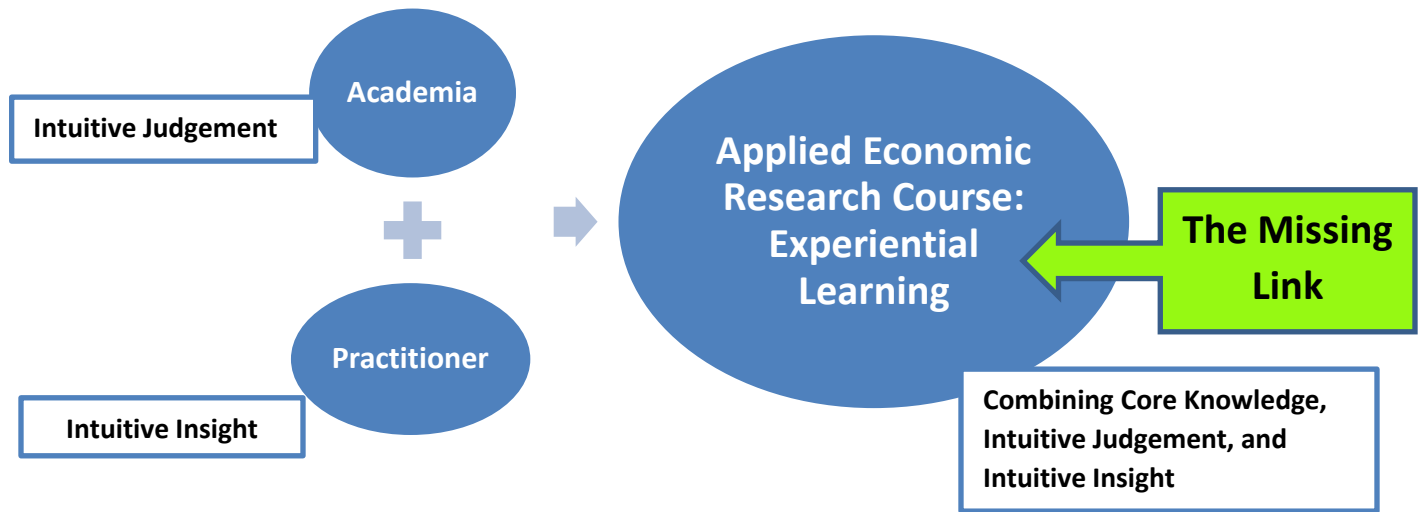 Academia
Intuitive Judgement
Practitioner
Intuitive Insight
Applied Economic
Research Course:
Experiential
Learning
The Missing
Link
Combining Core Knowledge,
Intuitive Judgement, and
Intuitive Insight